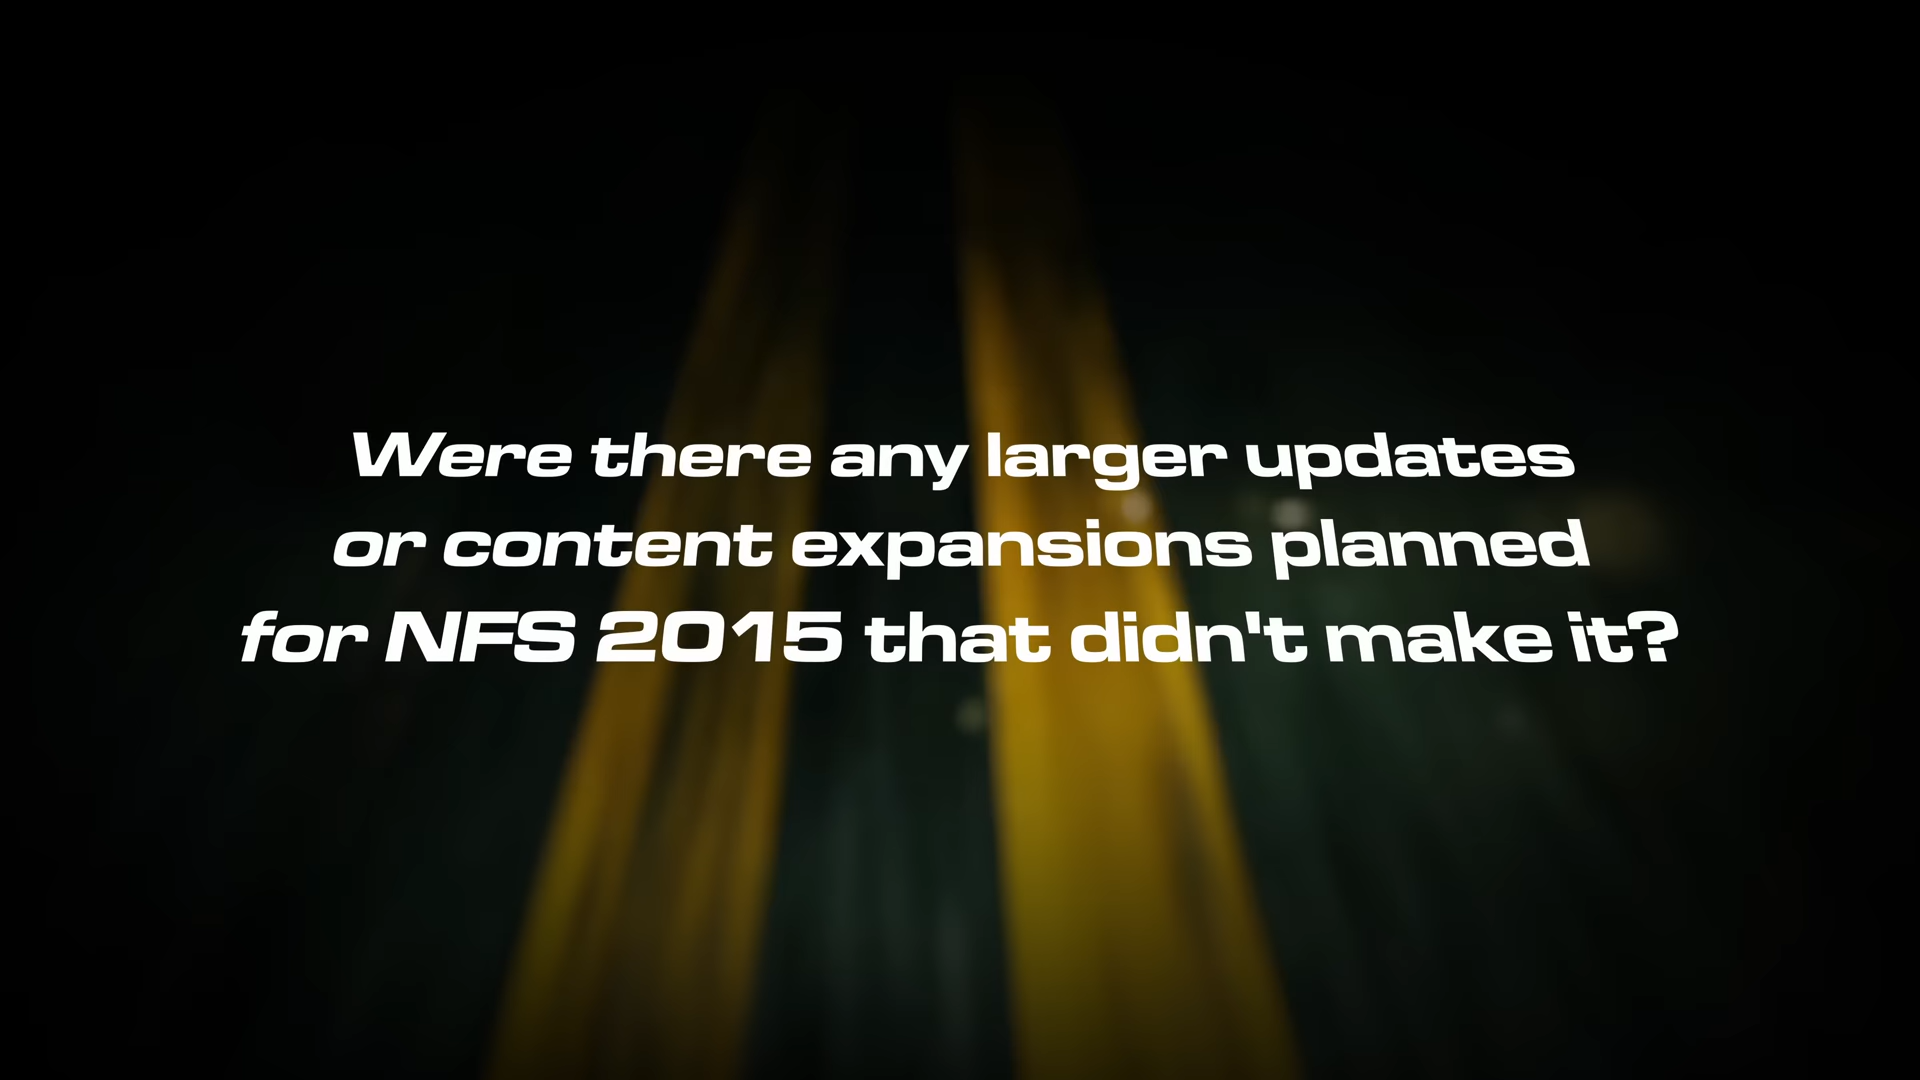 Were there any larger updates
or content expansions planned
for NFS 2015 that didn't make it?